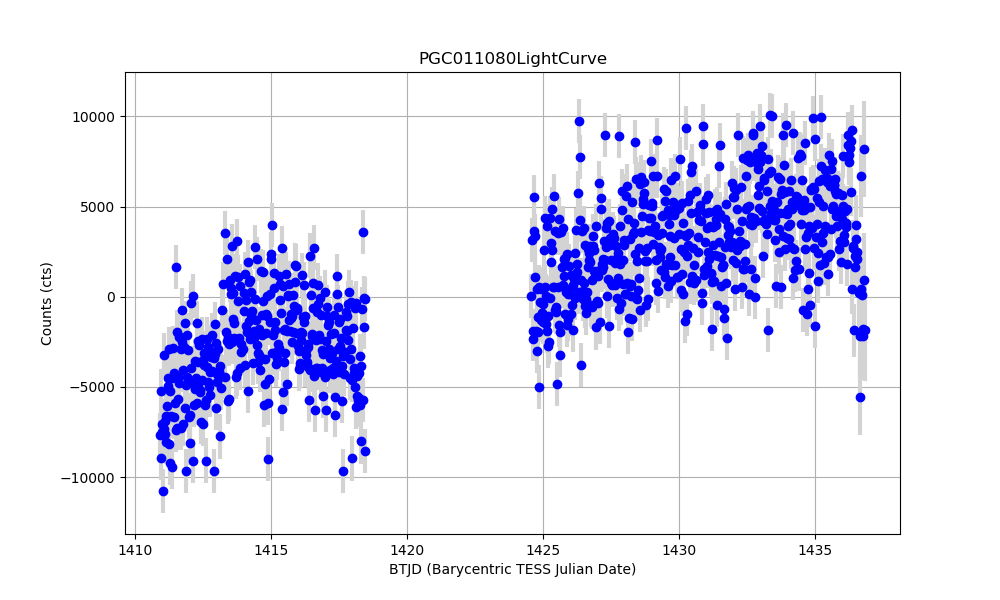 PGC011080LightCurve
10000
5000
0
−5000
−10000
Counts (cts)
1410 1415 1420 1425 1430 1435
BTJD (Barycentric TESS Julian Date)